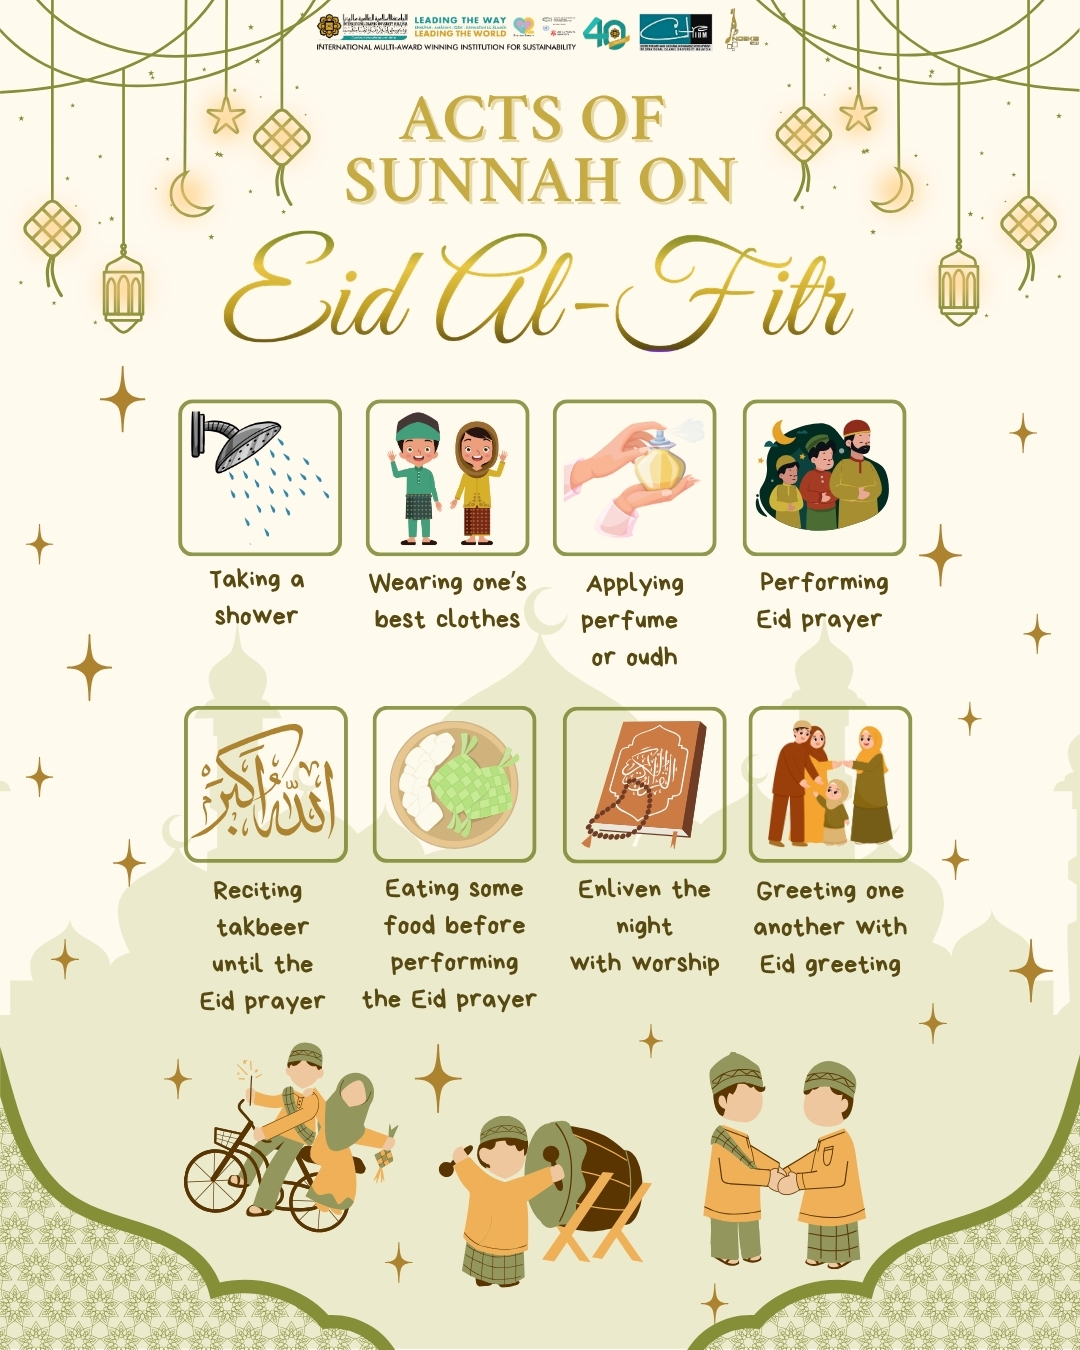 LEADING THE WAY
LEADING THE WORLD
INTERNATIONAL MULTI-AWARD WINNING INSTITUTION FOR SUSTAINABILITY
40
ACTS OF
SUNNAH ON
Eid Al-Fitr
Taking a
shower
Wearing one's
best clothes
Applying
perfume
or oudh
Performing
Eid prayer
الله أكبر
Reciting
takbeer
until the
Eid prayer
Eating some
food before
performing
the Eid prayer
Enliven the
night
with worship
Greeting one
another with
Eid greeting